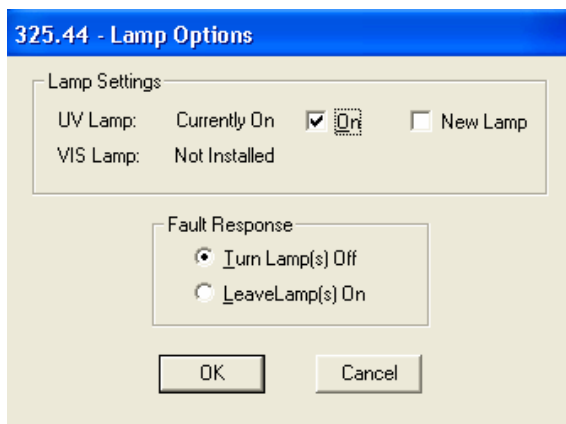 325.44 - Lamp Options
Lamp Settings
UV Lamp: Currently On On New Lamp
VIS Lamp: Not Installed
Fault Response
Turn Lamp(s) Off
LeaveLamp(s) On
OK Cancel